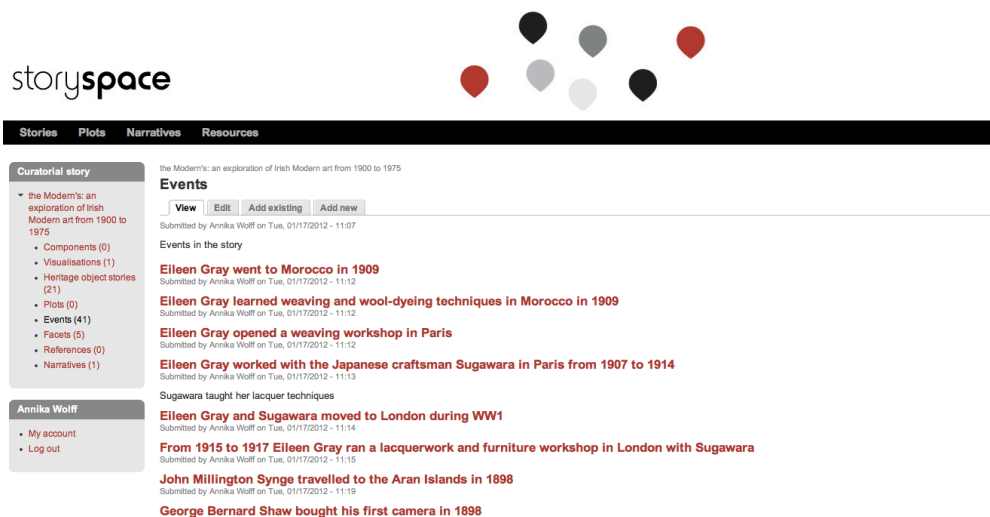 storyspace
Stories Plots Narratives Resources
Curatorial story
the Modern's: an
exploration of Irish
Modern art from 1900 to
1975
Components (0)
Visualisations (1)
Heritage object stories
(21)
Plots (0)
Events (41)
Facets (5)
References (0)
Narratives (1)
Annika Wolff
My account
Log out
the Modern's: an exploration of Irish Modern art from 1900 to 1975
Events
View Edit Add existing Add new
Submitted by Annika Wolff on Tue, 01/17/2012 - 11:07
Events in the story
Eileen Gray went to Morocco in 1909
Submitted by Annika Wolff on Tue, 01/17/2012 - 11:12
Eileen Gray learned weaving and wool-dyeing techniques in Morocco in 1909
Submitted by Annika Wolff on Tue, 01/17/2012 - 11:12
Eileen Gray opened a weaving workshop in Paris
Submitted by Annika Wolff on Tue, 01/17/2012 - 11:12
Eileen Gray worked with the Japanese craftsman Sugawara in Paris from 1907 to 1914
Submitted by Annika Wolff on Tue, 01/17/2012 - 11:13
Sugawara taught her lacquer techniques
Eileen Gray and Sugawara moved to London during WW1
Submitted by Annika Wolff on Tue, 01/17/2012 - 11:14
From 1915 to 1917 Eileen Gray ran a lacquerwork and furniture workshop in London with Sugawara
Submitted by Annika Wolff on Tue, 01/17/2012 - 11:15
John Millington Synge travelled to the Aran Islands in 1898
Submitted by Annika Wolff on Tue, 01/17/2012 - 11:19
George Bernard Shaw bought his first camera in 1898